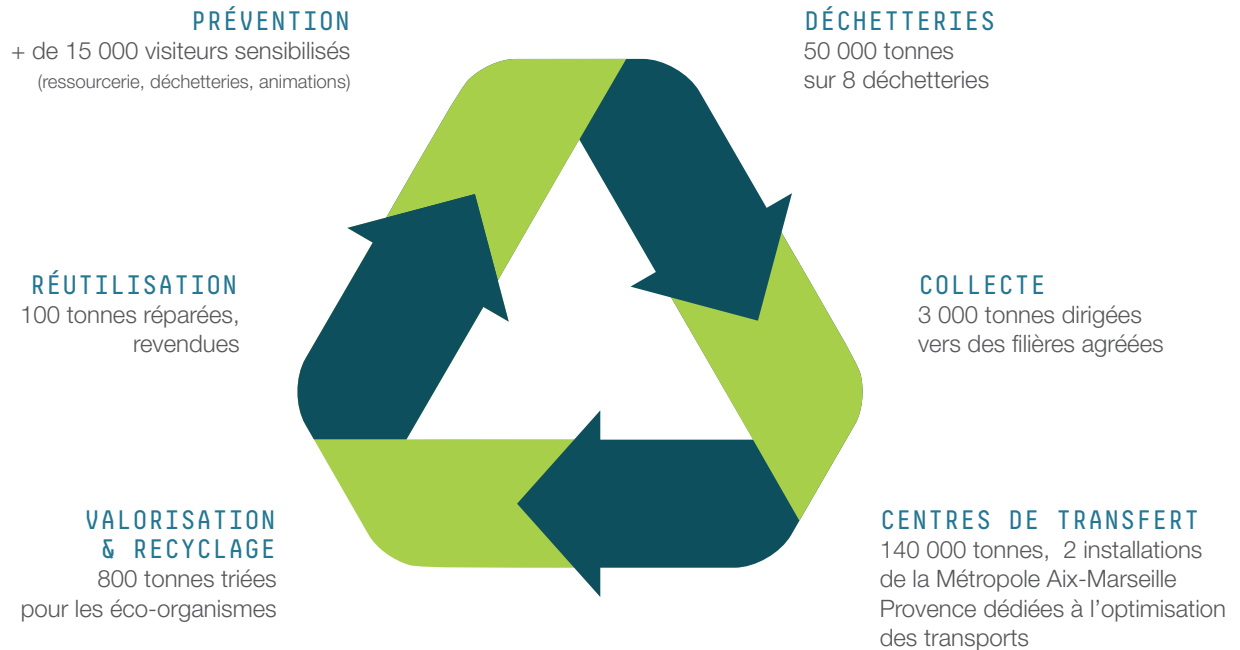 PRÉVENTION
+ de 15 000 visiteurs sensibilisés
(ressourcerie, déchetteries, animations)
DÉCHETTERIES
50 000 tonnes
sur 8 déchetteries
RÉUTILISATION
100 tonnes réparées,
revendues
COLLECTE
3 000 tonnes dirigées
vers des filières agréées
VALORISATION
& RECYCLAGE
800 tonnes triées
pour les éco-organismes
CENTRES DE TRANSFERT
140 000 tonnes, 2 installations
de la Métropole Aix-Marseille
Provence dédiées à l’optimisation
des transports